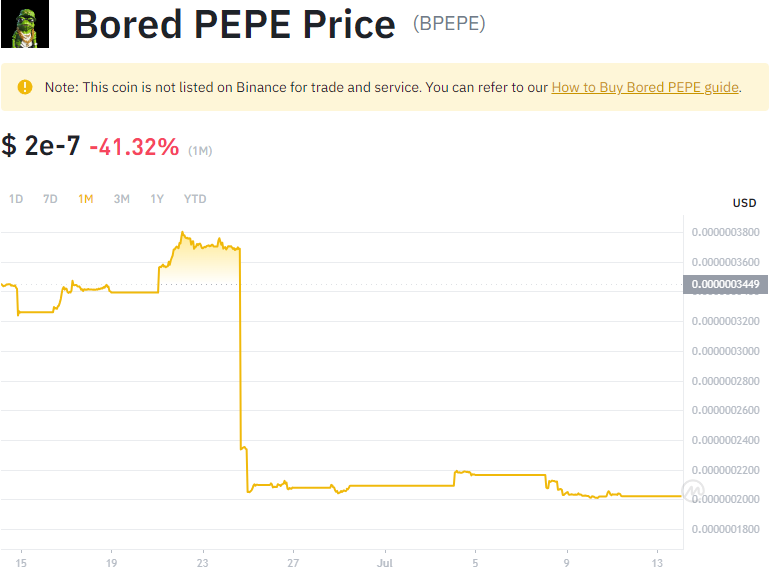 Bored PEPE Price (BPEPE)
Note: This coin is not listed on Binance for trade and service. You can refer to our How to Buy Bored PEPE guide.
$ 2e-7 -41.32% (1M)
1D 7D 1M 3M 1Y YTD
USD
0.0000003800
0.0000003600
0.0000003449
0.0000003200
0.0000003000
0.0000002800
0.0000002600
0.0000002400
0.0000002200
0.0000002000
0.0000001800
15 19 23 27 Jul 5 9 13